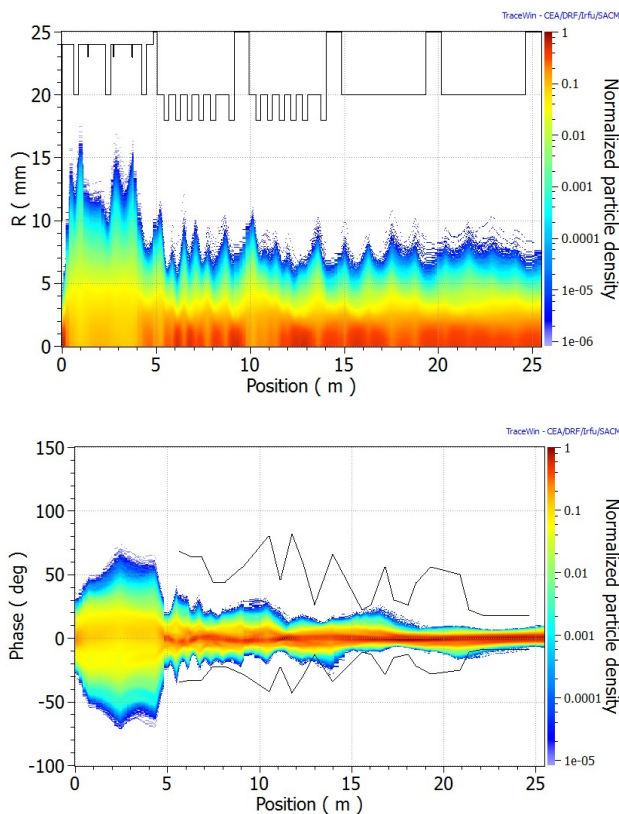 TraceWin - CEA/DRF/Irfu/SACM
25
20
15
10
5
0
R ( mm )
0 5 10 15 20 25
Position ( m )
1
0.1
0.01
0.001
0.0001
1e-05
1e-06
Normalized particle density
TraceWin - CEA/DRF/Irfu/SACM
150
100
50
0
-50
-100
Phase ( deg )
0 5 10 15 20 25
Position ( m )
1
0.1
0.01
0.001
0.0001
1e-05
Normalized particle density